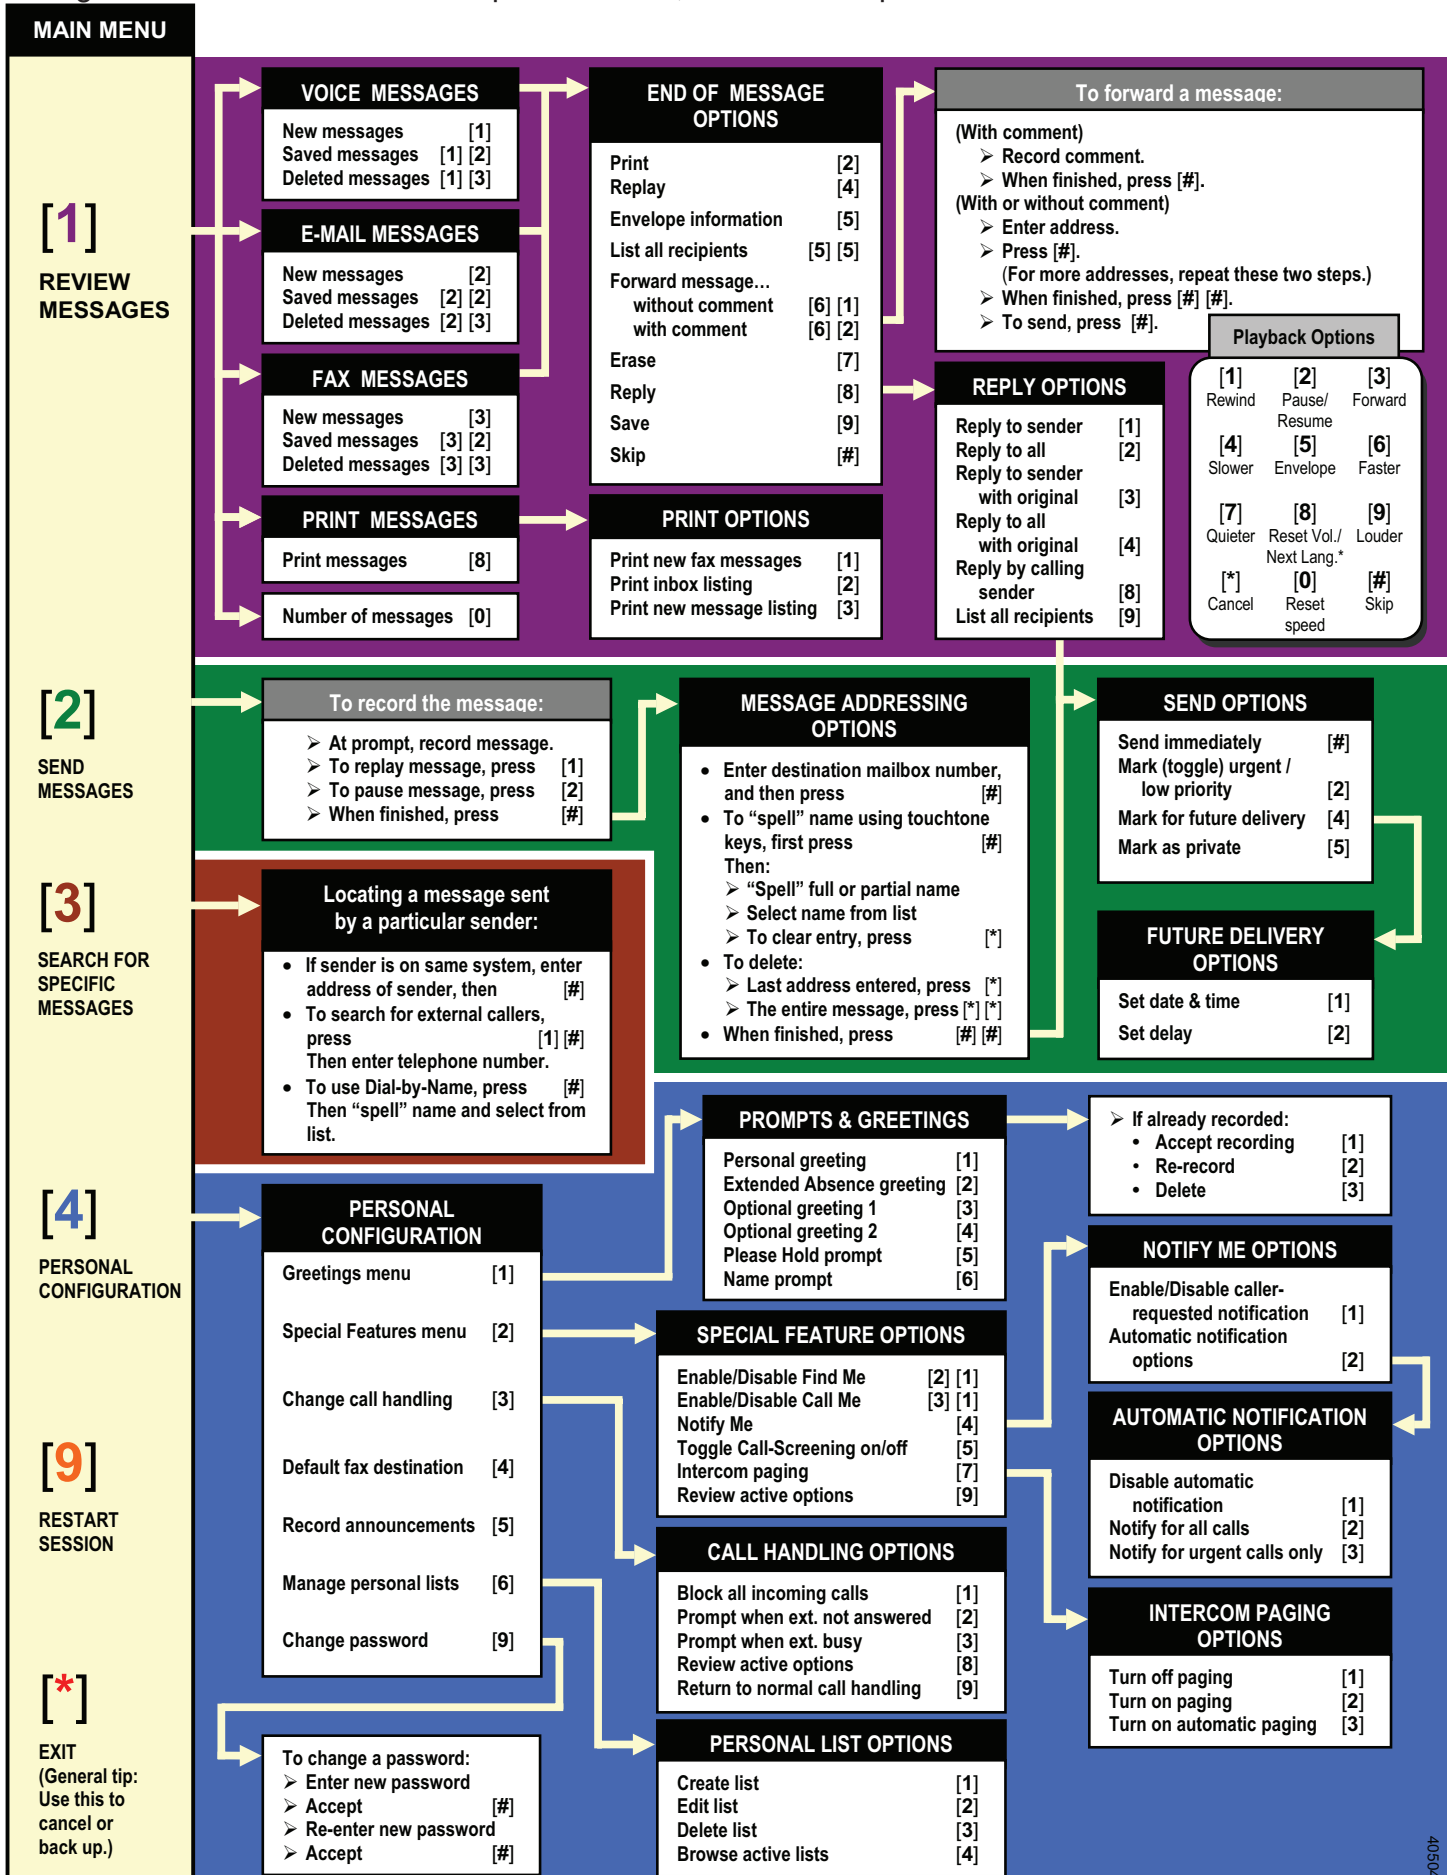 MAIN MENU
[1]
REVIEW
MESSAGES
VOICE MESSAGES
New messages [1]
Saved messages [1] [2]
Deleted messages [1] [3]
E-MAIL MESSAGES
New messages [2]
Saved messages [2] [2]
Deleted messages [2] [3]
FAX MESSAGES
New messages [3]
Saved messages [3] [2]
Deleted messages [3] [3]
PRINT MESSAGES
Print messages [8]
Number of messages [0]
END OF MESSAGE
OPTIONS
Print [2]
Replay [4]
Envelope information [5]
List all recipients [5] [5]
Forward message…
without comment [6] [1]
with comment [6] [2]
Erase [7]
Reply [8]
Save [9]
Skip [#]
PRINT OPTIONS
Print new fax messages [1]
Print inbox listing [2]
Print new message listing [3]
To forward a message:
(With comment)
➢ Record comment.
➢ When finished, press [#].
(With or without comment)
➢ Enter address.
➢ Press [#].
(For more addresses, repeat these two steps.)
➢ When finished, press [#] [#].
➢ To send, press [#].
REPLY OPTIONS
Reply to sender [1]
Reply to all [2]
Reply to sender
with original [3]
Reply to all
with original [4]
Reply by calling
sender [8]
List all recipients [9]
Playback Options
[1] [2] [3]
Rewind Pause/ Forward
Resume
[4] [5] [6]
Slower Envelope Faster
[7] [8] [9]
Quieter Reset Vol./ Louder
Next Lang.*
[*] [0] [#]
Cancel Reset Skip
speed
[2]
SEND
MESSAGES
To record the message:
➢ At prompt, record message.
➢ To replay message, press [1]
➢ To pause message, press [2]
➢ When finished, press [#]
MESSAGE ADDRESSING
OPTIONS
• Enter destination mailbox number,
and then press [#]
• To “spell” name using touchtone
keys, first press [#]
Then:
➢ “Spell” full or partial name
➢ Select name from list
➢ To clear entry, press [*]
• To delete:
➢ Last address entered, press [*]
➢ The entire message, press [*] [*]
• When finished, press [#] [#]
SEND OPTIONS
Send immediately [#]
Mark (toggle) urgent /
low priority [2]
Mark for future delivery [4]
Mark as private [5]
FUTURE DELIVERY
OPTIONS
Set date & time [1]
Set delay [2]
[3]
SEARCH FOR
SPECIFIC
MESSAGES
Locating a message sent
by a particular sender:
• If sender is on same system, enter
address of sender, then [#]
• To search for external callers,
press [1] [#]
Then enter telephone number.
• To use Dial-by-Name, press [#]
Then “spell” name and select from
list.
[4]
PERSONAL
CONFIGURATION
PERSONAL
CONFIGURATION
Greetings menu [1]
Special Features menu [2]
Change call handling [3]
Default fax destination [4]
Record announcements [5]
Manage personal lists [6]
Change password [9]
PROMPTS & GREETINGS
Personal greeting [1]
Extended Absence greeting [2]
Optional greeting 1 [3]
Optional greeting 2 [4]
Please Hold prompt [5]
Name prompt [6]
➢ If already recorded:
• Accept recording [1]
• Re-record [2]
• Delete [3]
SPECIAL FEATURE OPTIONS
Enable/Disable Find Me [2] [1]
Enable/Disable Call Me [3] [1]
Notify Me [4]
Toggle Call-Screening on/off [5]
Intercom paging [7]
Review active options [9]
NOTIFY ME OPTIONS
Enable/Disable caller-
requested notification [1]
Automatic notification
options [2]
AUTOMATIC NOTIFICATION
OPTIONS
Disable automatic
notification [1]
Notify for all calls [2]
Notify for urgent calls only [3]
CALL HANDLING OPTIONS
Block all incoming calls [1]
Prompt when ext. not answered [2]
Prompt when ext. busy [3]
Review active options [8]
Return to normal call handling [9]
INTERCOM PAGING
OPTIONS
Turn off paging [1]
Turn on paging [2]
Turn on automatic paging [3]
PERSONAL LIST OPTIONS
Create list [1]
Edit list [2]
Delete list [3]
Browse active lists [4]
To change a password:
➢ Enter new password
➢ Accept [#]
➢ Re-enter new password
➢ Accept [#]
[9]
RESTART
SESSION
[*]
EXIT
(General tip:
Use this to
cancel or
back up.)